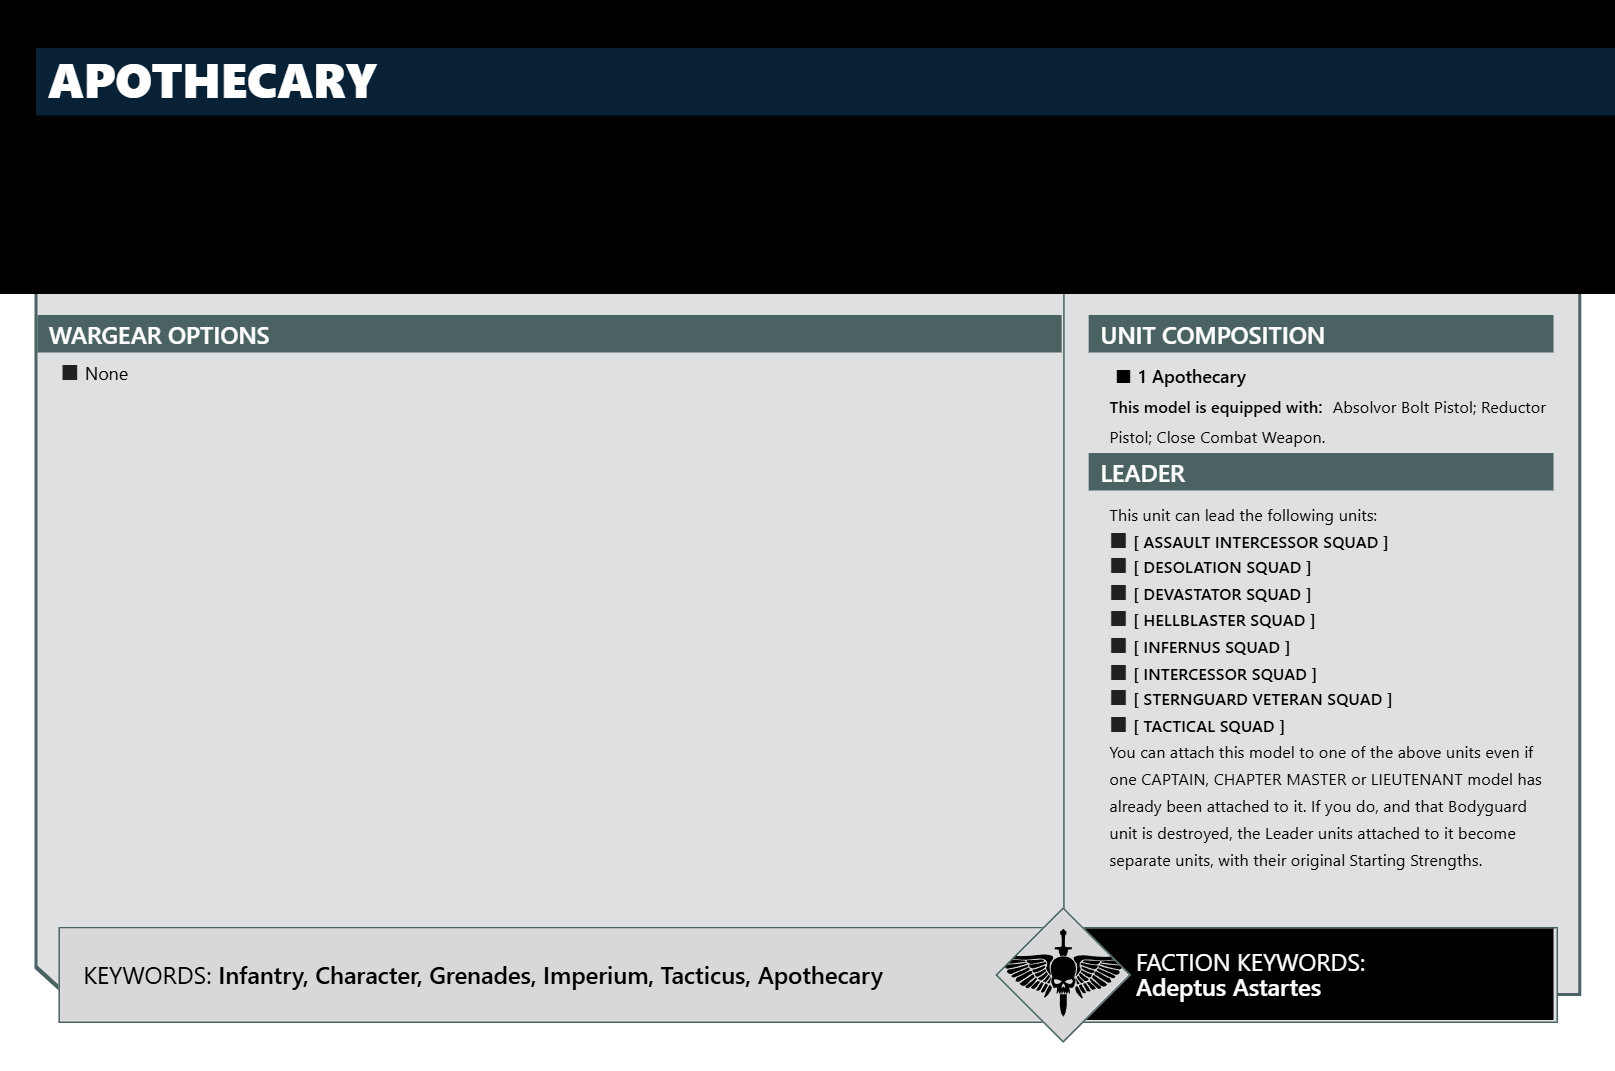 APOTHECARY
WARGEAR OPTIONS
■ None
UNIT COMPOSITION
■ 1 Apothecary
This model is equipped with: Absolvor Bolt Pistol; Reductor
Pistol; Close Combat Weapon.
LEADER
This unit can lead the following units:
■ [ ASSAULT INTERCESSOR SQUAD ]
■ [ DESOLATION SQUAD ]
■ [ DEVASTATOR SQUAD ]
■ [ HELLBLASTER SQUAD ]
■ [ INFERNUS SQUAD ]
■ [ INTERCESSOR SQUAD ]
■ [ STERNGUARD VETERAN SQUAD ]
■ [ TACTICAL SQUAD ]
You can attach this model to one of the above units even if
one CAPTAIN, CHAPTER MASTER or LIEUTENANT model has
already been attached to it. If you do, and that Bodyguard
unit is destroyed, the Leader units attached to it become
separate units, with their original Starting Strengths.
KEYWORDS: Infantry, Character, Grenades, Imperium, Tacticus, Apothecary
FACTION KEYWORDS:
Adeptus Astartes